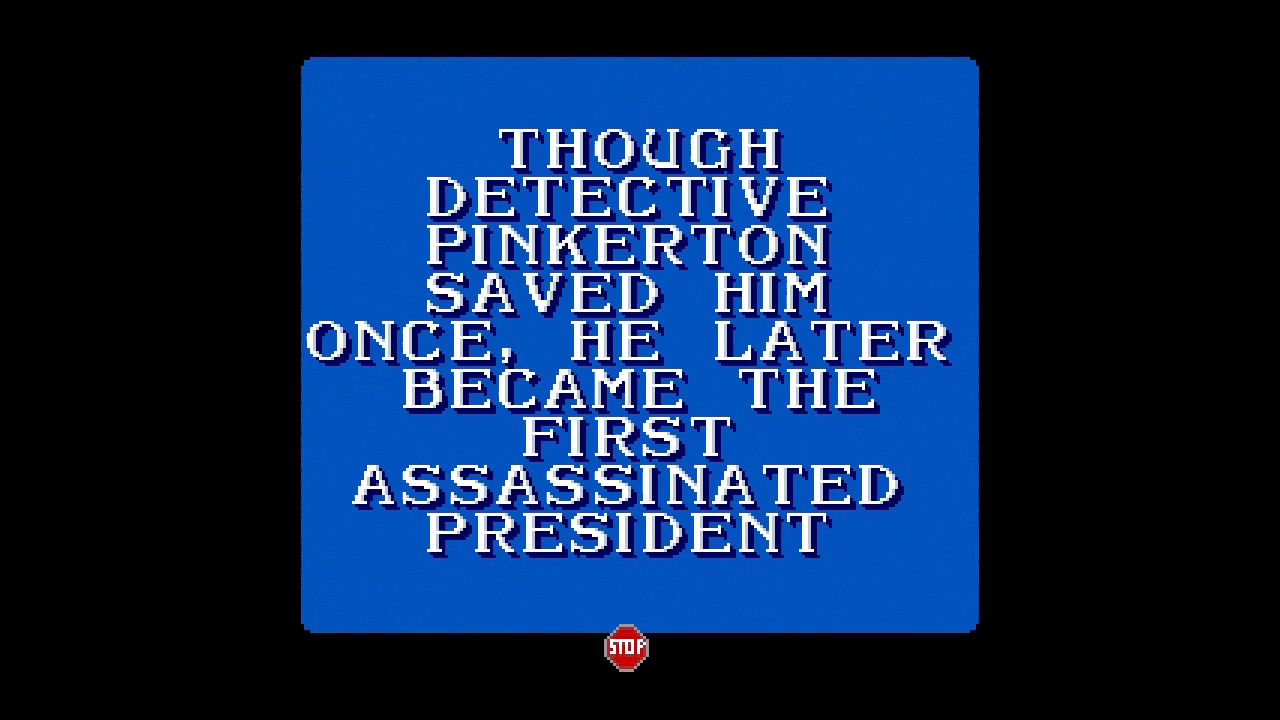 THOUGH
DETECTIVE
PINKERTON
SAVED HIM
ONCE, HE LATER
BECAME THE
FIRST
ASSASSINATED
PRESIDENT
STOP